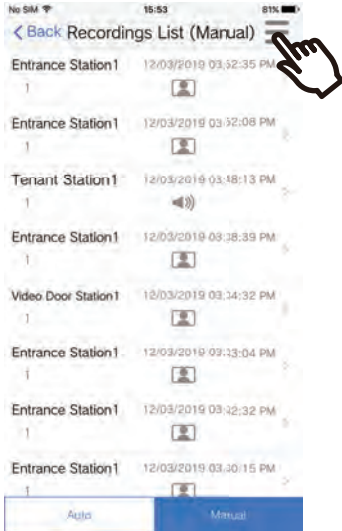 No SIM 15:53 81%
Back Recordings List (Manual)
Entrance Station1 12/03/2019 03:52:35 PM
1
Entrance Station1 12/03/2019 03:52:08 PM
1
Tenant Station1 12/03/2019 03:48:13 PM
1
Entrance Station1 12/03/2019 03:38:39 PM
1
Video Door Station1 12/03/2019 03:34:32 PM
1
Entrance Station1 12/03/2019 03:33:04 PM
1
Entrance Station1 12/03/2019 03:32:32 PM
1
Entrance Station1 12/03/2019 03:30:15 PM
1
Auto Manual